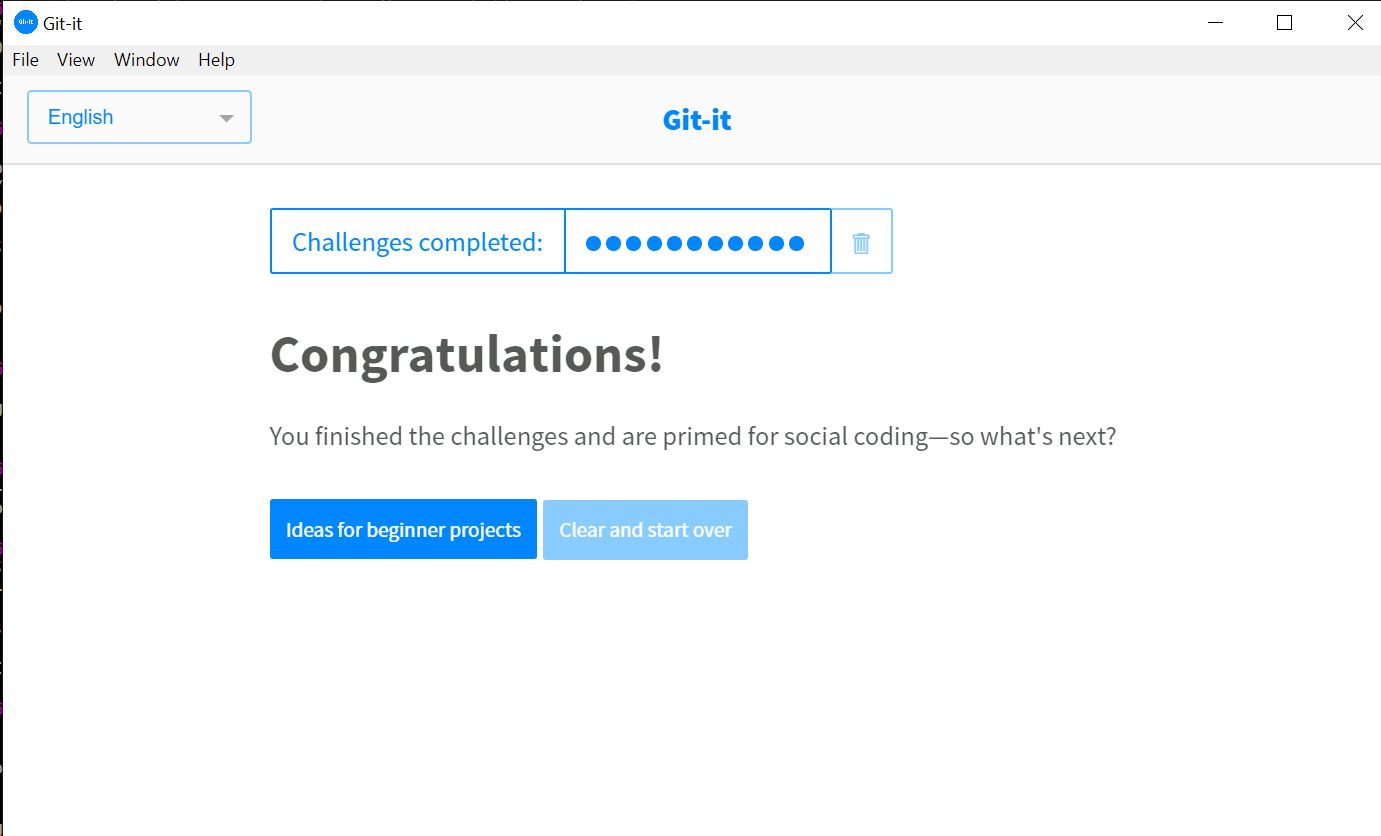 Git-it
File View Window Help
English
Git-it
Challenges completed:
Congratulations!
You finished the challenges and are primed for social coding—so what's next?
Ideas for beginner projects Clear and start over